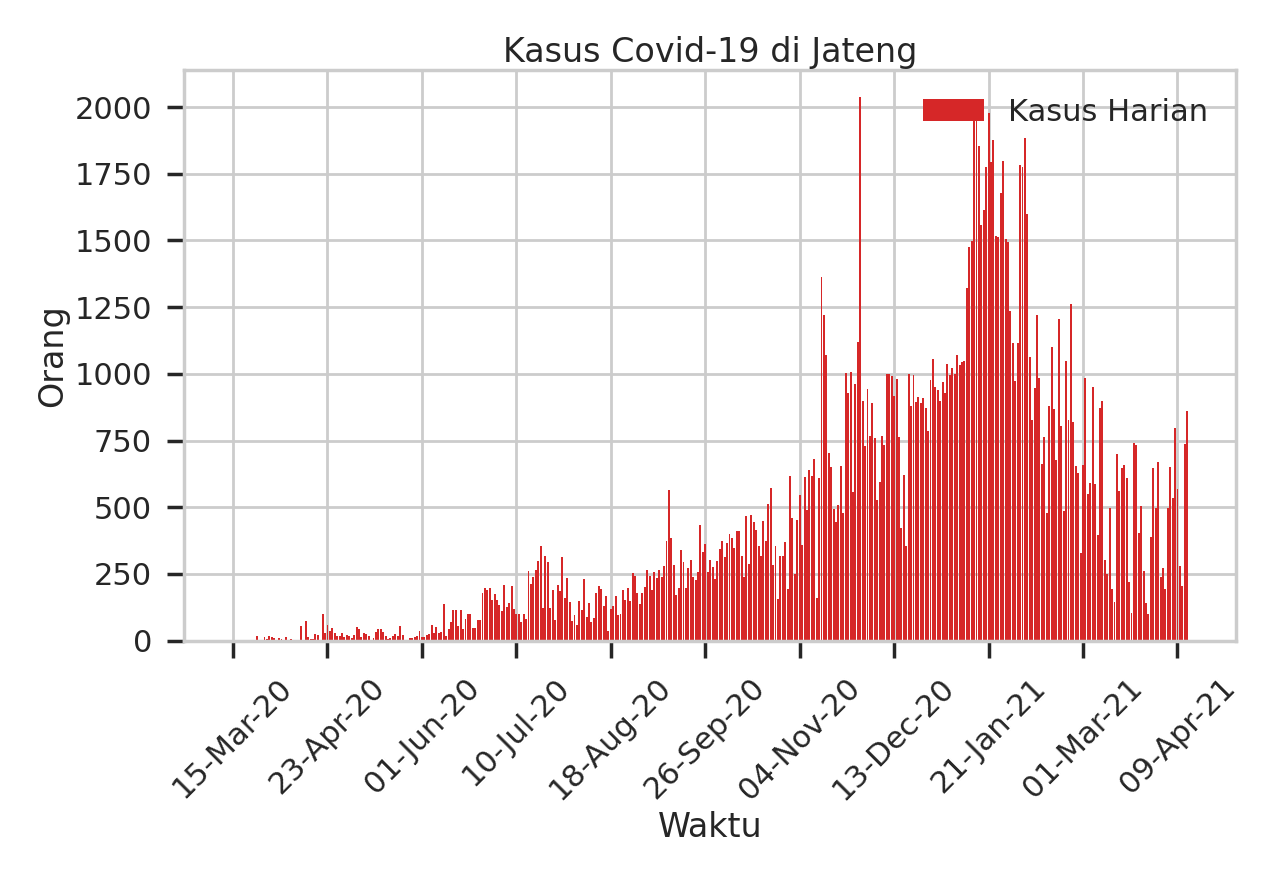 Kasus Covid-19 di Jateng
Kasus Harian
Orang
2000
1750
1500
1250
1000
750
500
250
0
15-Mar-20
23-Apr-20
01-Jun-20
10-Jul-20
18-Aug-20
26-Sep-20
04-Nov-20
13-Dec-20
21-Jan-21
01-Mar-21
09-Apr-21
Waktu